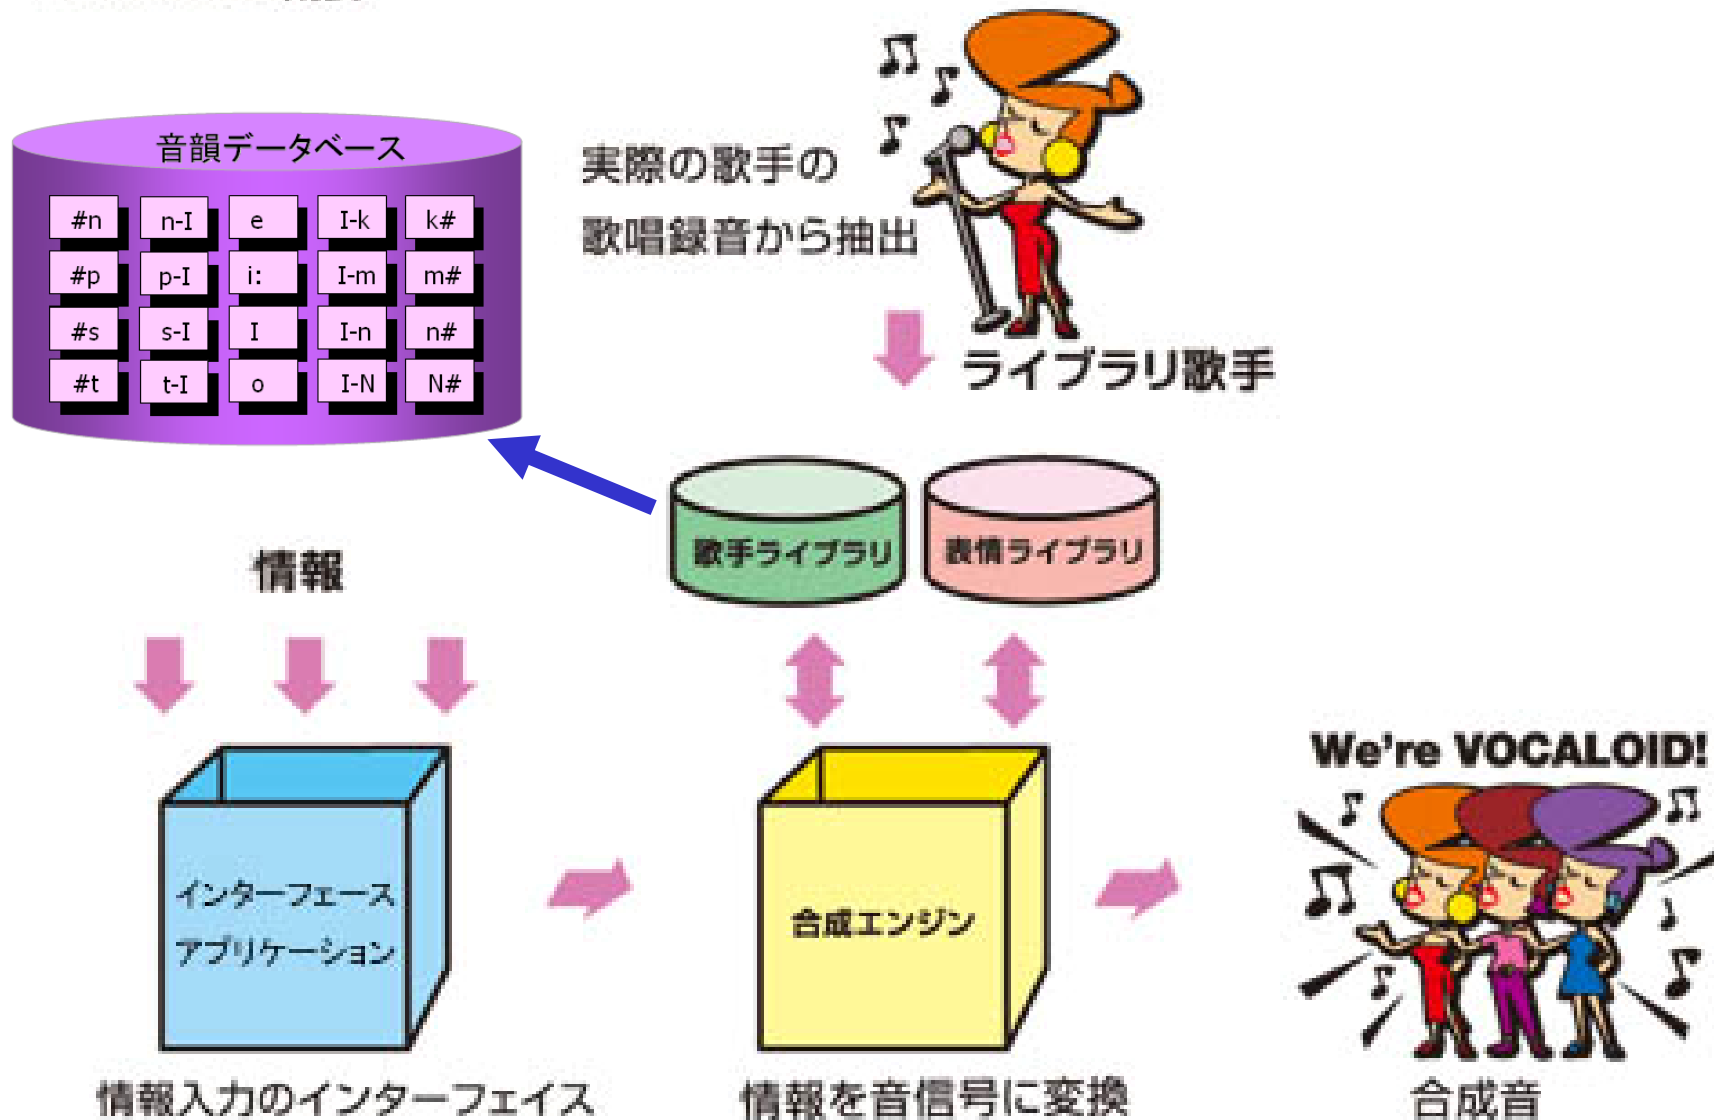 音韻データベース
#n n-I e I-k k#
#p p-I i: I-m m#
#s s-I I I-n n#
#t t-I o I-N N#
実際の歌手の
歌唱録音から抽出
ライブラリ歌手
歌手ライブラリ
表情ライブラリ
情報
インターフェース
アプリケーション
合成エンジン
We're VOCALOID!
情報入力のインターフェイス
情報を音信号に変換
合成音